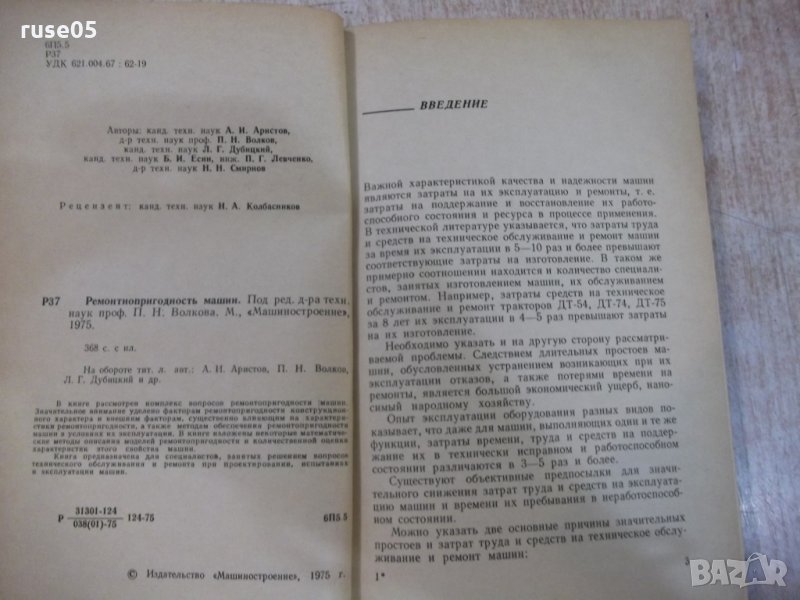 ruse05
6П5.5
Р37
УДК 621.004.67 : 62-19
Авторы: канд. техн. наук А. И. Аристов,
д-р техн. наук проф. П. Н. Волков,
канд. техн. наук Л. Г. Дубицкий,
канд. техн. наук Б. И. Есин, инж. П. Г. Левченко,
д-р техн. наук Н. Н. Смирнов
Рецензент: канд. техн. наук И. А. Колбасников
Р37 Ремонтнопригодность машин. Под ред. д-ра техн.
наук проф. П. Н. Волкова. М., «Машиностроение»,
1975.
368 с. с ил.
На обороте тит. л. авт.: А. И. Аристов, П. Н. Волков,
Л. Г. Дубицкий и др.
В книге рассмотрен комплекс вопросов ремонтопригодности машин.
Значительное внимание уделено факторам ремонтопригодности конструкцион-
ного характера и внешним факторам, существенно влияющим на характери-
стики ремонтопригодности, а также методам обеспечения ремонтопригодности
машин в условиях их эксплуатации. В книге изложены некоторые математиче-
ские методы описания моделей ремонтопригодности и количественной оценки
характеристик этого свойства машин.
Книга предназначена для специалистов, занятых решением вопросов
технического обслуживания и ремонта при проектировании, испытаниях
и эксплуатации машин.
Р 31301-124 124-75 6П5.5
038(01)-75
© Издательство «Машиностроение», 1975 г.
ВВЕДЕНИЕ
Важной характеристикой качества и надежности машин
являются затраты на их эксплуатацию и ремонты, т. е.
затраты на поддержание и восстановление их работо-
способного состояния и ресурса в процессе применения.
В технической литературе указывается, что затраты труда
и средств на техническое обслуживание и ремонт машин
за время их эксплуатации в 5—10 раз и более превышают
соответствующие затраты на изготовление. В таком же
примерно соотношении находится и количество специали-
стов, занятых изготовлением машин, их обслуживанием
и ремонтом. Например, затраты средств на техническое
обслуживание и ремонт тракторов ДТ-54, ДТ-74, ДТ-75
за 8 лет их эксплуатации в 4—5 раз превышают затраты
на их изготовление.
Необходимо указать и на другую сторону рассматри-
ваемой проблемы. Следствием длительных простоев ма-
шин, обусловленных устранением возникающих при их
эксплуатации отказов, а также потерями времени на
ремонты, является большой экономический ущерб, нано-
симый народному хозяйству.
Опыт эксплуатации оборудования разных видов по-
казывает, что даже для машин, выполняющих одни и те же
функции, затраты времени, труда и средств на поддер-
жание их в технически исправном и работоспособном
состоянии различаются в 3—5 раз и более.
Существуют объективные предпосылки для значи-
тельного снижения затрат труда и средств на эксплуата-
цию машин и времени их пребывания в неработоспособ-
ном состоянии.
Можно указать две основные причины значительных
простоев и затрат труда и средств на техническое обслу-
живание и ремонт машин:
1*
3
BAZAR